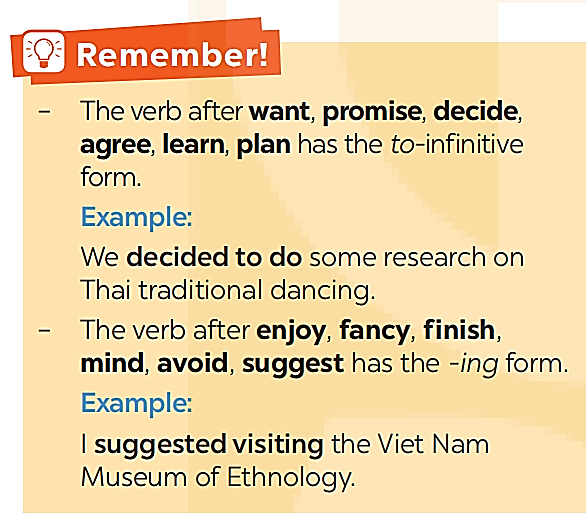 Remember!
– The verb after want, promise, decide,
agree, learn, plan has the to-infinitive
form.
Example:
We decided to do some research on
Thai traditional dancing.
– The verb after enjoy, fancy, finish,
mind, avoid, suggest has the -ing form.
Example:
I suggested visiting the Viet Nam
Museum of Ethnology.